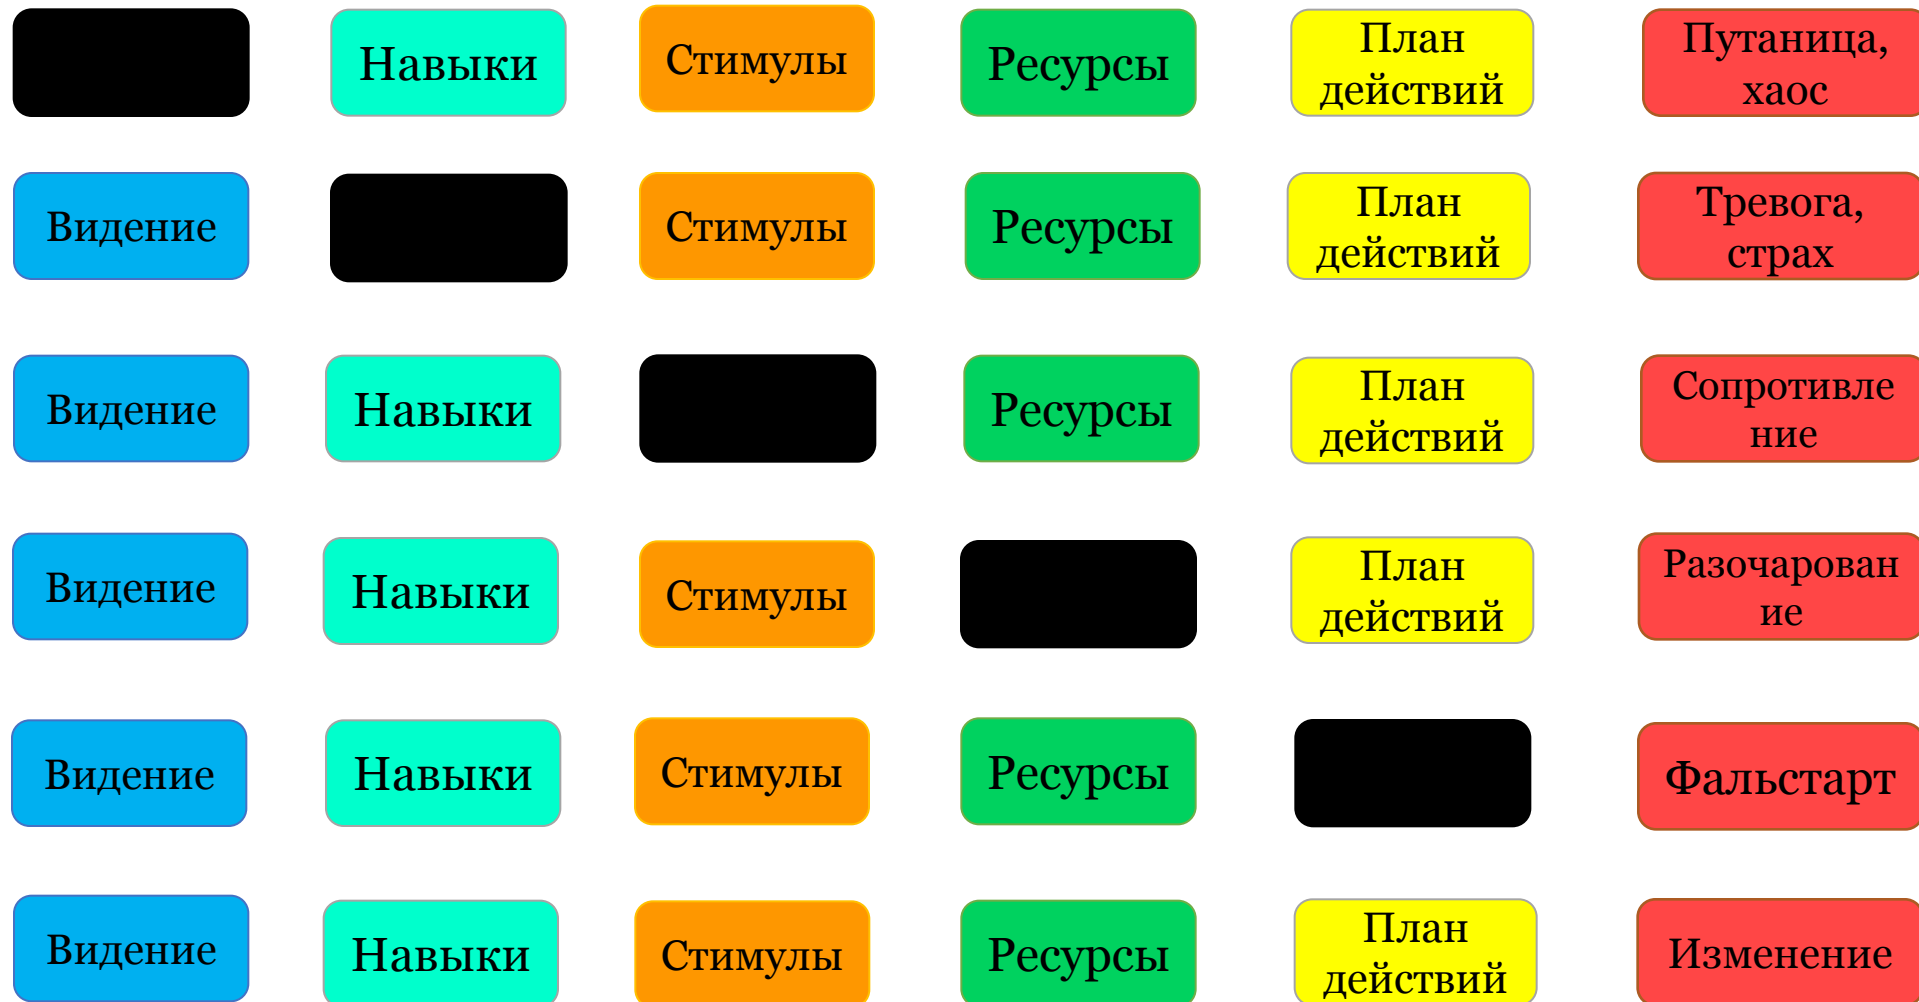 Навыки
Стимулы
Ресурсы
План
действий
Путаница,
хаос
Видение
Стимулы
Ресурсы
План
действий
Тревога,
страх
Видение
Навыки
Ресурсы
План
действий
Сопротивле
ние
Видение
Навыки
Стимулы
План
действий
Разочарован
ие
Видение
Навыки
Стимулы
Ресурсы
Фальстарт
Видение
Навыки
Стимулы
Ресурсы
План
действий
Изменение